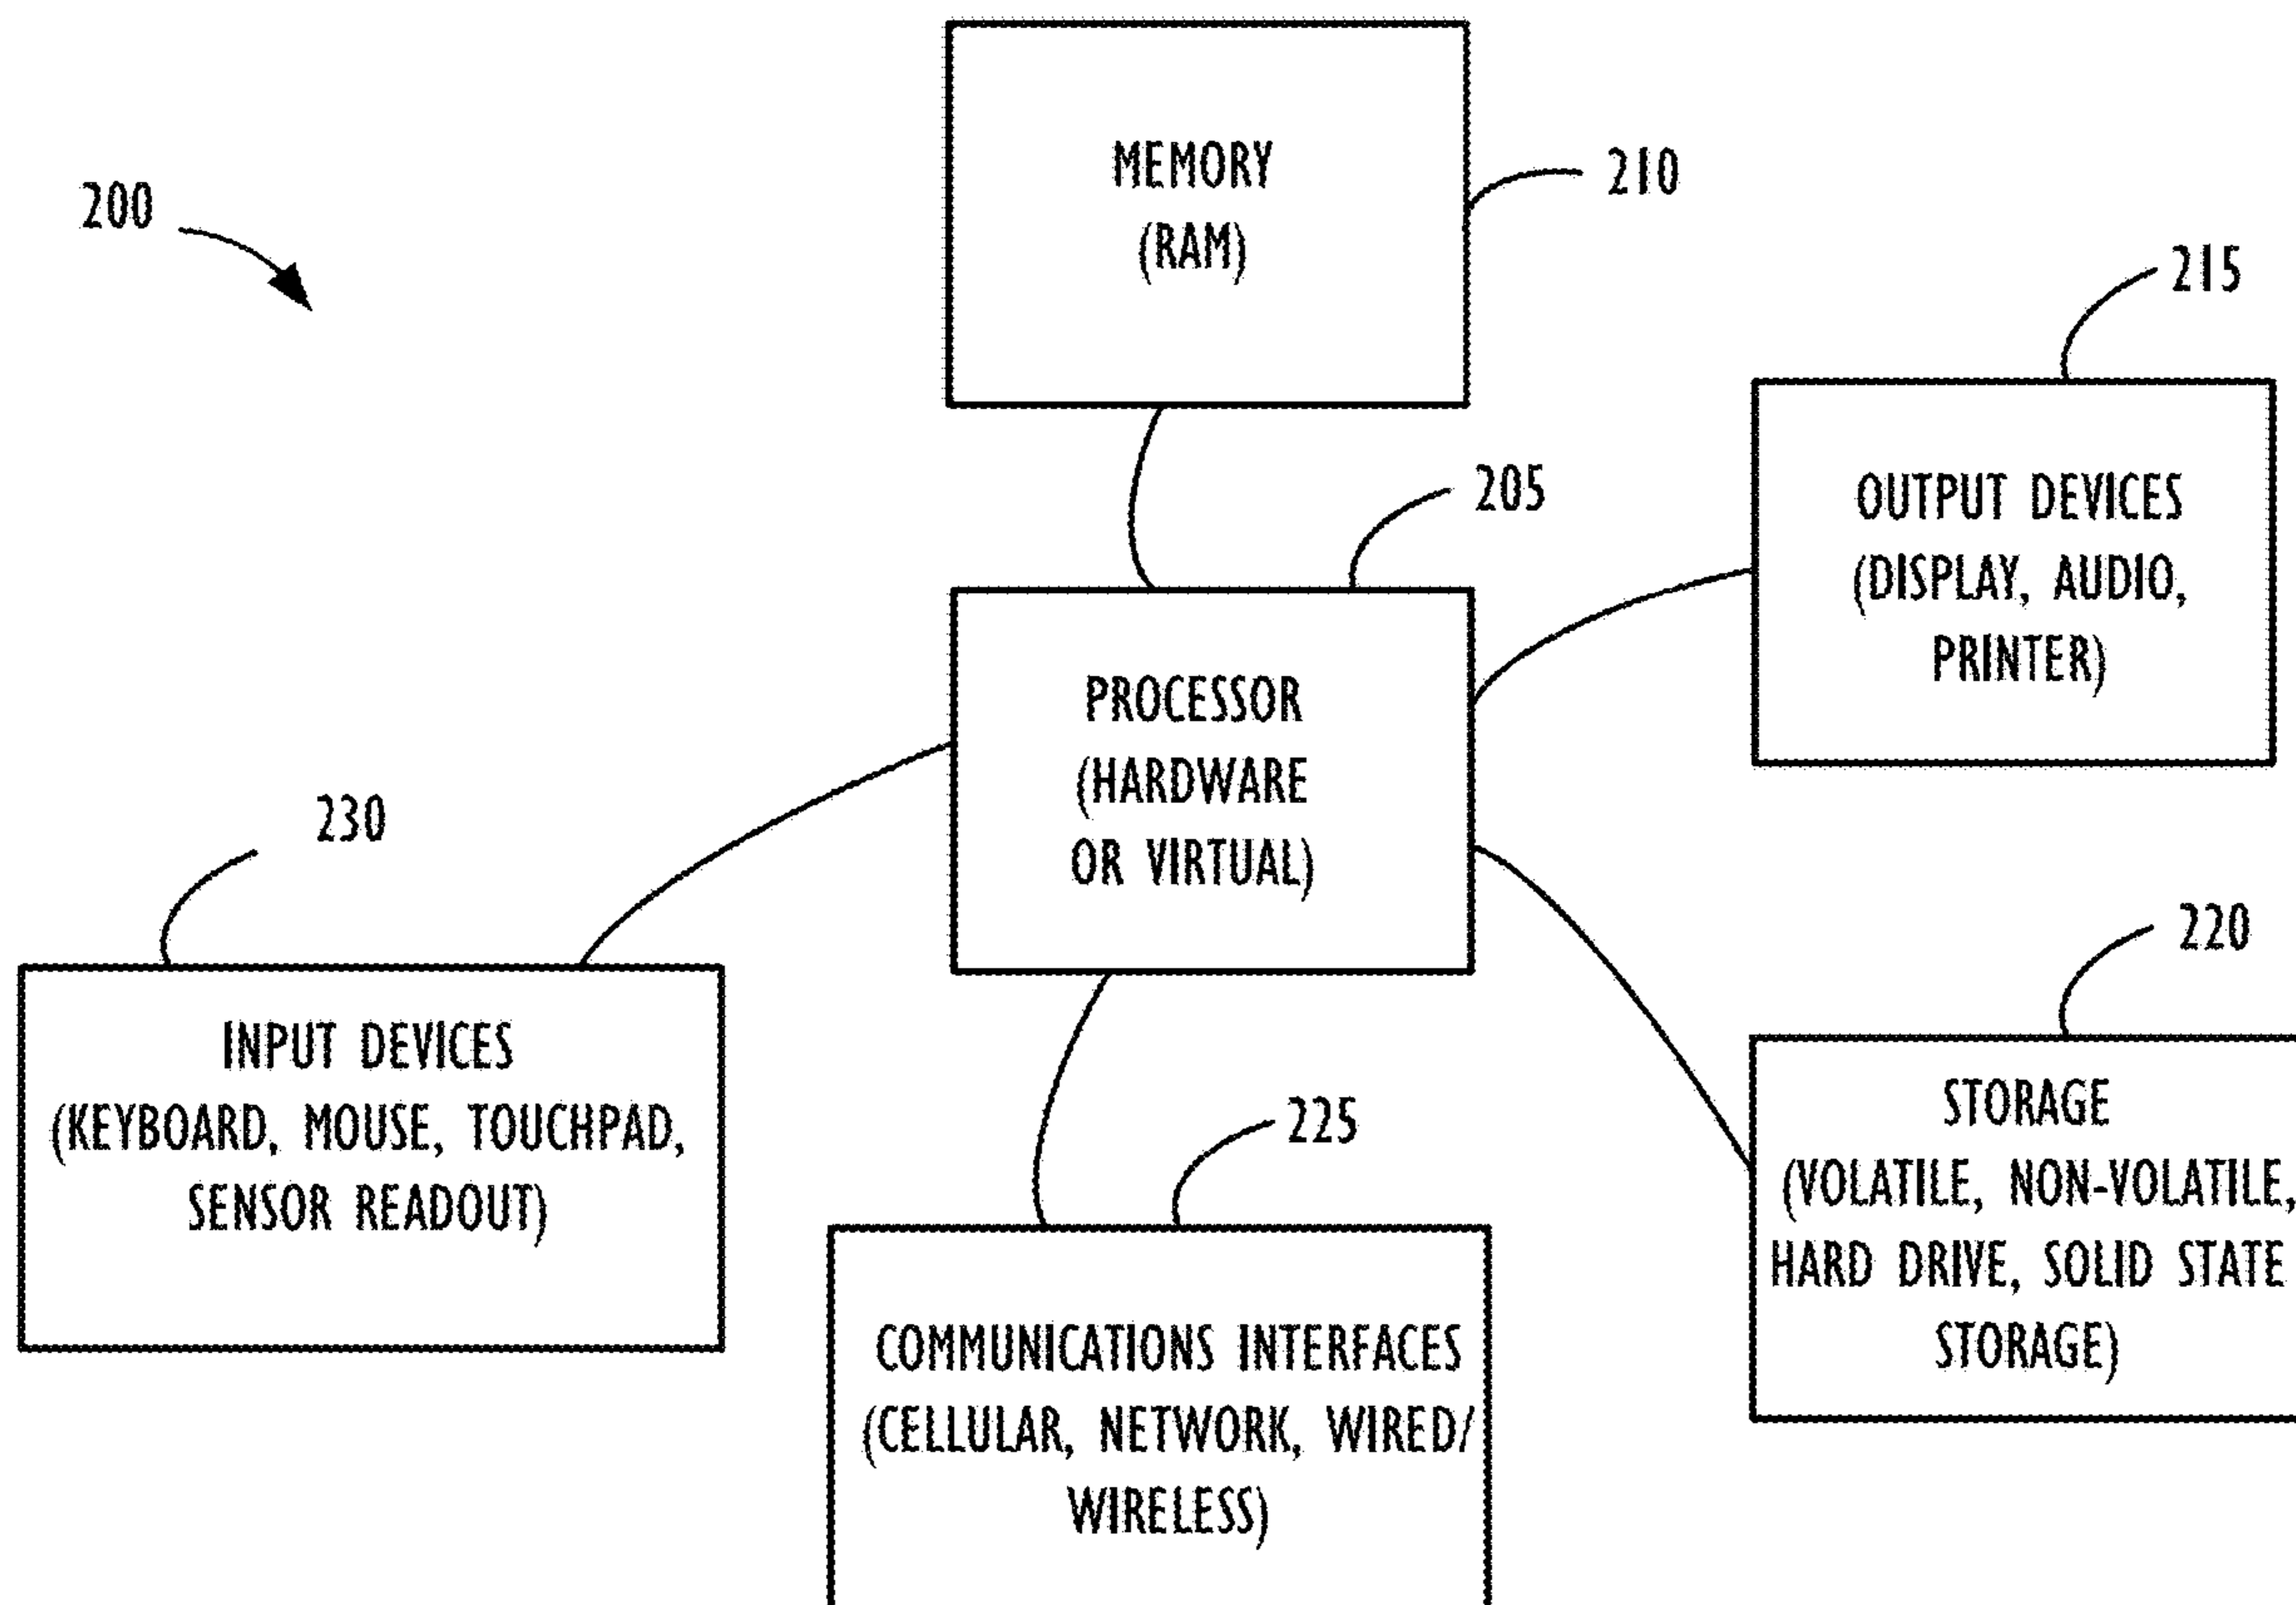 200
MEMORY
(RAM)
210
215
OUTPUT DEVICES
(DISPLAY, AUDIO,
PRINTER)
205
PROCESSOR
(HARDWARE
OR VIRTUAL)
230
INPUT DEVICES
(KEYBOARD, MOUSE, TOUCHPAD,
SENSOR READOUT)
220
STORAGE
(VOLATILE, NON-VOLATILE,
HARD DRIVE, SOLID STATE
STORAGE)
225
COMMUNICATIONS INTERFACES
(CELLULAR, NETWORK, WIRED/
WIRELESS)